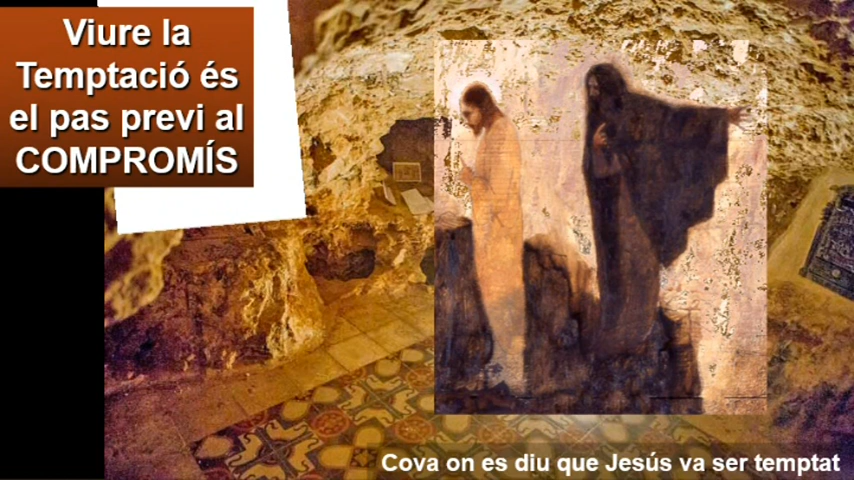 Viure la
Temptació és
el pas previ al
COMPROMÍS
Cova on es diu que Jesús va ser temptat